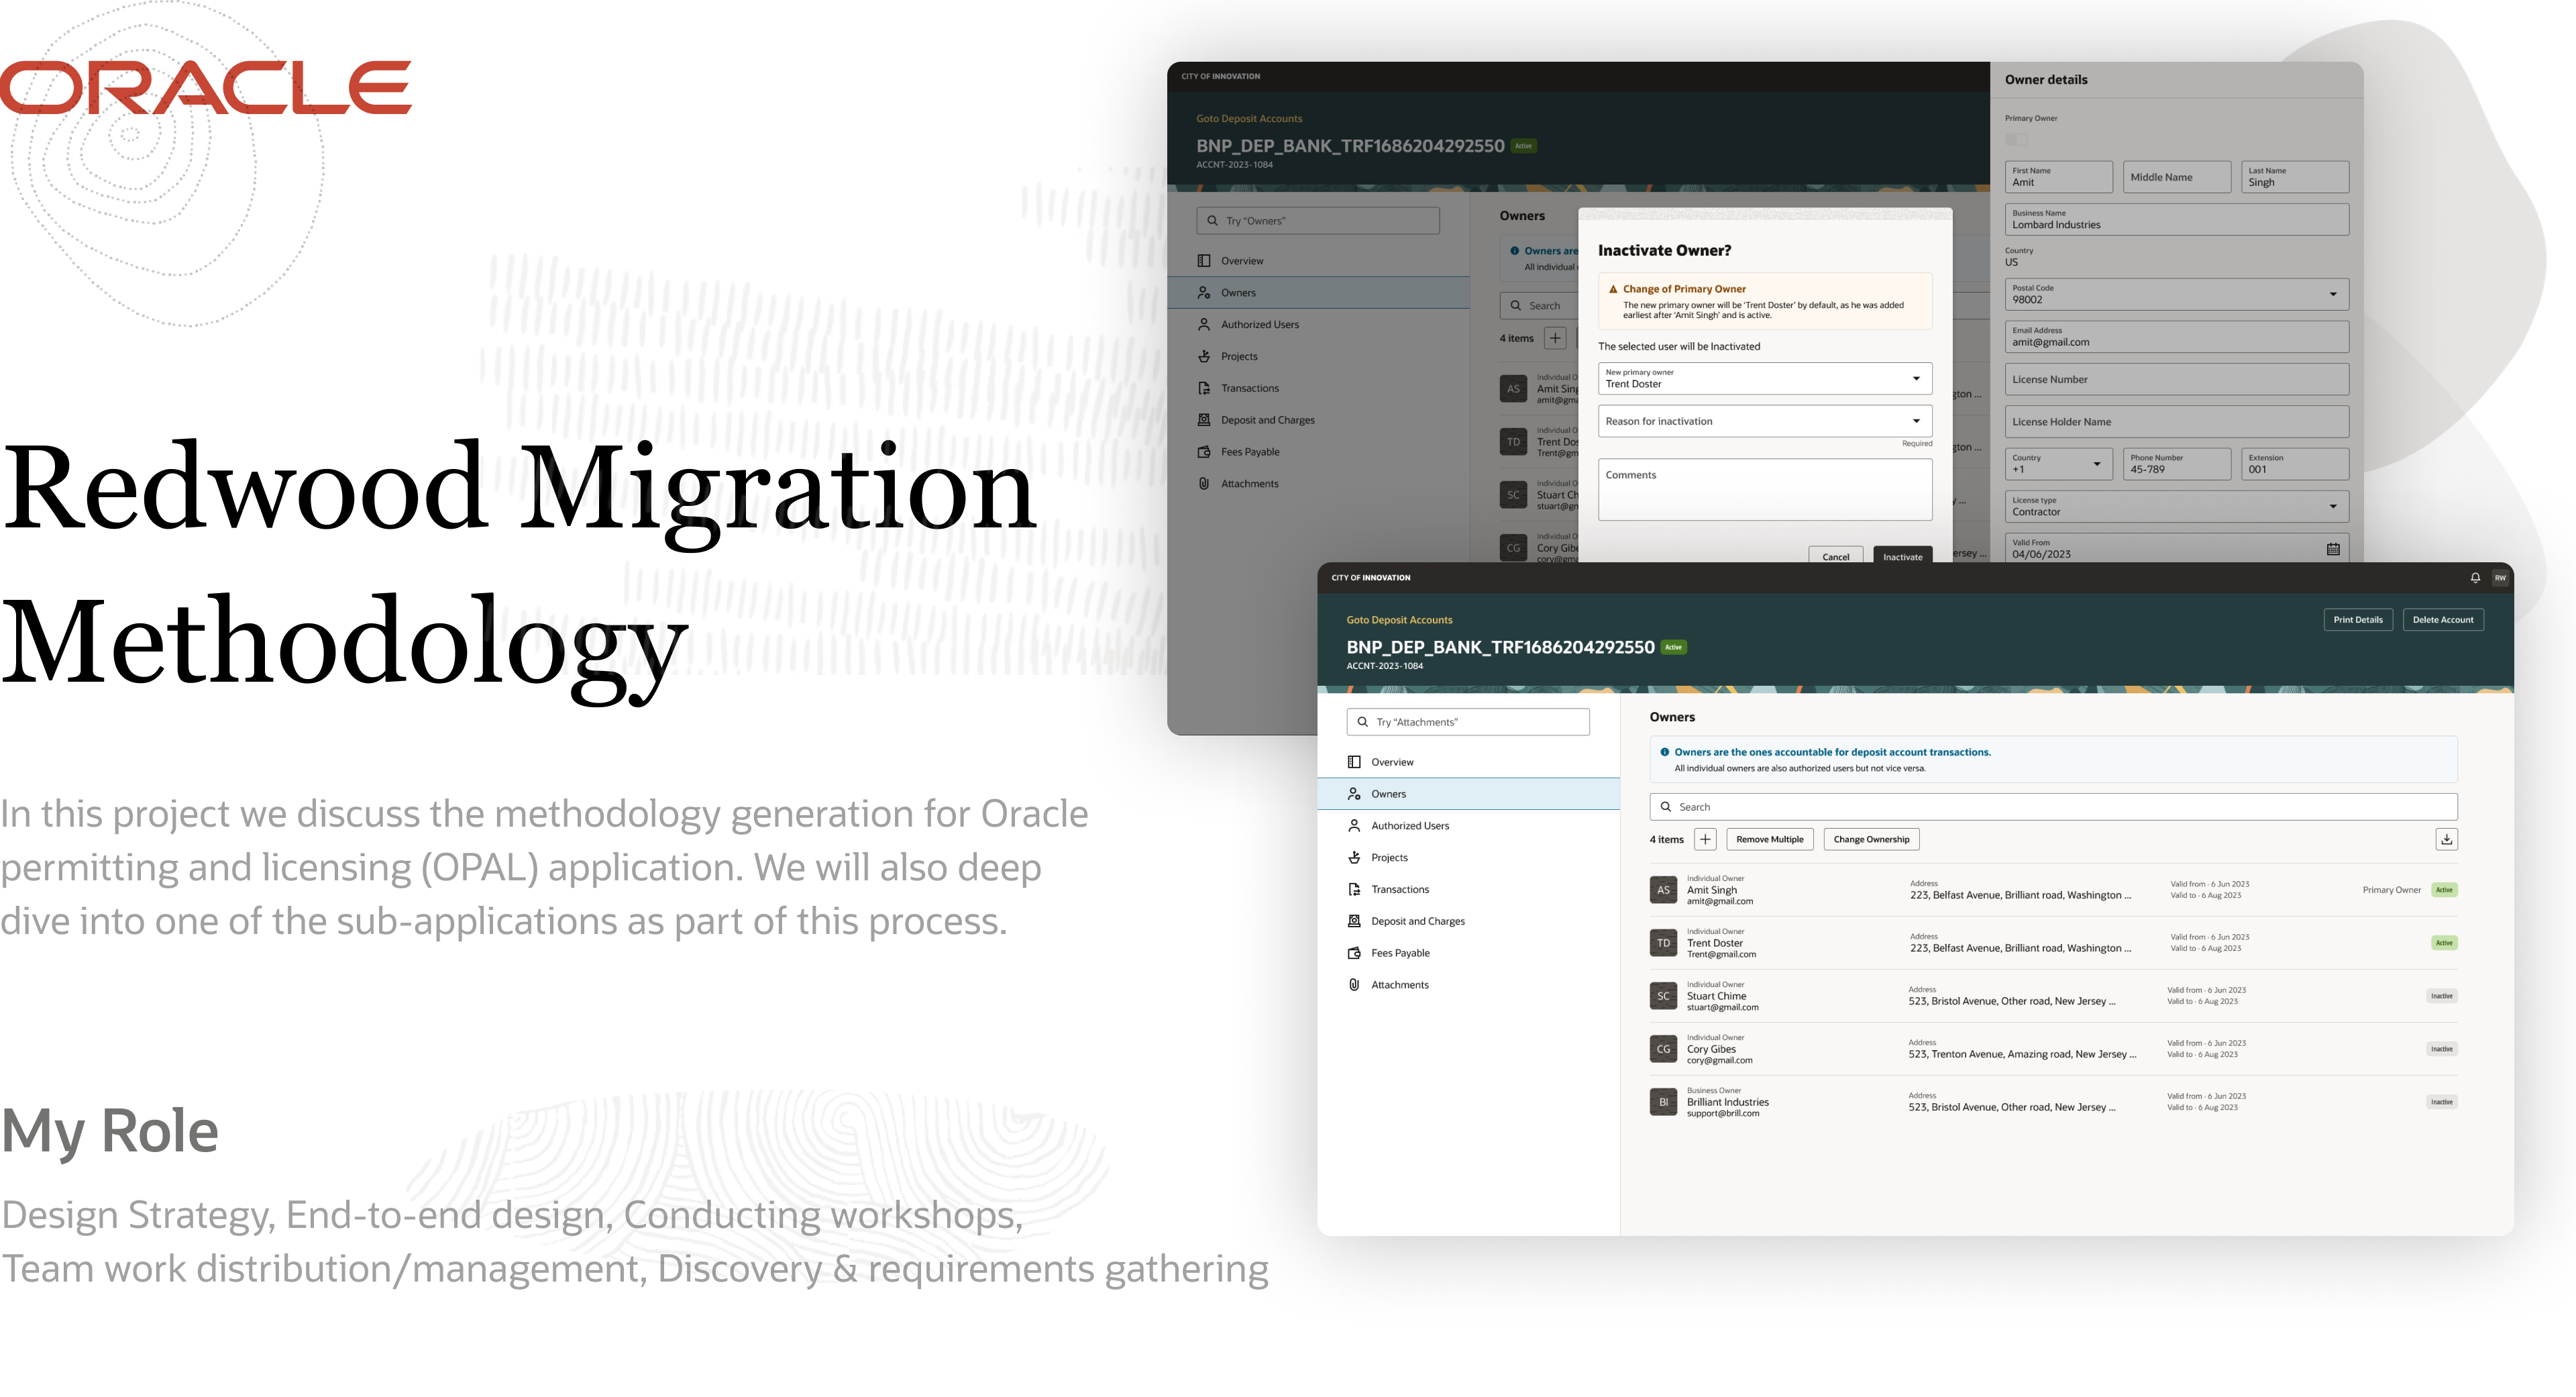 ORACLE
Redwood Migration
Methodology
In this project we discuss the methodology generation for Oracle
permitting and licensing (OPAL) application. We will also deep
dive into one of the sub-applications as part of this process.
My Role
Design Strategy, End-to-end design, Conducting workshops,
Team work distribution/management, Discovery & requirements gathering
CITY OF INNOVATION
Goto Deposit Accounts
BNP_DEP_BANK_TRF1686204292550 Active
ACCNT-2023-1084
Try “Owners”
Overview
Owners
Authorized Users
Projects
Transactions
Deposit and Charges
Fees Payable
Attachments
Owners
Owners are
All individual
Search
4 items
AS
Individual
Amit
TD
Individual
Trent
SC
Individual
Stuart
CG
Individual
Cory
Inactivate Owner?
Change of Primary Owner
The new primary owner will be ‘Trent Doster’ by default, as he was added
earliest after ‘Amit Singh’ and is active.
The selected user will be Inactivated
New primary owner
Trent Doster
Reason for inactivation
Required
Comments
Cancel Inactivate
Owner details
Primary Owner
First Name
Amit
Middle Name
Last Name
Singh
Business Name
Lombard Industries
Country
US
Postal Code
98002
Email Address
amit@gmail.com
License Number
License Holder Name
Country
+1
Phone Number
45-789
Extension
001
License type
Contractor
Valid From
04/06/2023
CITY OF INNOVATION
RW
Goto Deposit Accounts
BNP_DEP_BANK_TRF1686204292550 Active
ACCNT-2023-1084
Print Details Delete Account
Try “Attachments”
Overview
Owners
Authorized Users
Projects
Transactions
Deposit and Charges
Fees Payable
Attachments
Owners
Owners are the ones accountable for deposit account transactions.
All individual owners are also authorized users but not vice versa.
Search
4 items Remove Multiple Change Ownership
AS
Individual Owner
Amit Singh
amit@gmail.com
Address
223, Belfast Avenue, Brilliant road, Washington ...
Valid from - 6 Jun 2023
Valid to - 6 Aug 2023
Primary Owner Active
TD
Individual Owner
Trent Doster
Trent@gmail.com
Address
223, Belfast Avenue, Brilliant road, Washington ...
Valid from - 6 Jun 2023
Valid to - 6 Aug 2023
Active
SC
Individual Owner
Stuart Chime
stuart@gmail.com
Address
523, Bristol Avenue, Other road, New Jersey ...
Valid from - 6 Jun 2023
Valid to - 6 Aug 2023
Inactive
CG
Individual Owner
Cory Gibes
cory@gmail.com
Address
523, Trenton Avenue, Amazing road, New Jersey ...
Valid from - 6 Jun 2023
Valid to - 6 Aug 2023
Inactive
BI
Business Owner
Brilliant Industries
support@brill.com
Address
523, Bristol Avenue, Other road, New Jersey ...
Valid from - 6 Jun 2023
Valid to - 6 Aug 2023
Inactive